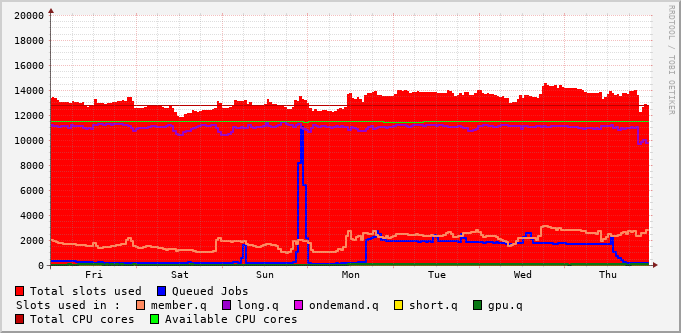 20000
18000
16000
14000
12000
10000
8000
6000
4000
2000
0
Fri Sat Sun Mon Tue Wed Thu
Total slots used Queued Jobs
Slots used in : member.q long.q ondemand.q short.q gpu.q
Total CPU cores Available CPU cores
RRDTOOL / TOBI OETIKER